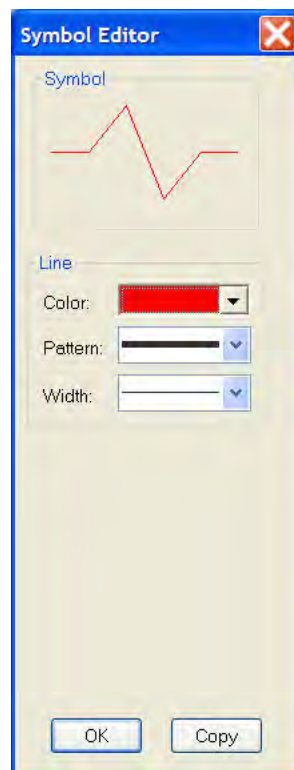 Symbol Editor
Symbol
Line
Color:
Pattern:
Width:
OK Copy